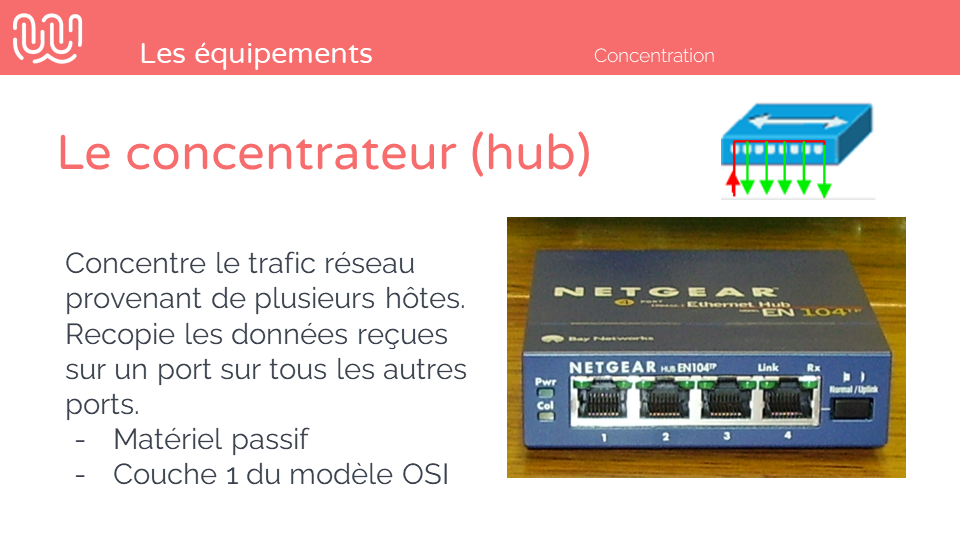 Les équipements
Concentration
Le concentrateur (hub)
Concentre le trafic réseau
provenant de plusieurs hôtes.
Recopie les données reçues
sur un port sur tous les autres
ports.
- Matériel passif
- Couche 1 du modèle OSI
NETGEAR
Ethernet Hub
EN 104TP
Bay Networks
NETGEAR HUB EN104TP Link Rx
Pwr
Col
Normal / Uplink
1 2 3 4